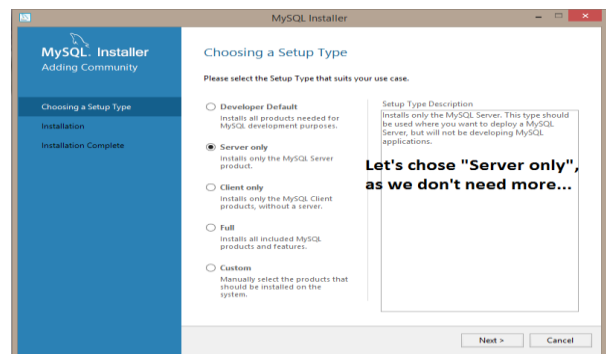 MySQL Installer
MySQL. Installer
Adding Community
Choosing a Setup Type
Installation
Installation Complete
Choosing a Setup Type
Please select the Setup Type that suits your use case.
Developer Default
Installs all products needed for
MySQL development purposes.
Server only
Installs only the MySQL Server
product.
Client only
Installs only the MySQL Client
products, without a server.
Full
Installs all included MySQL
products and features.
Custom
Manually select the products that
should be installed on the
system.
Setup Type Description
Installs only the MySQL Server. This type should
be used where you want to deploy a MySQL
Server, but will not be developing MySQL
applications.
Let's chose "Server only",
as we don't need more...
Next >
Cancel